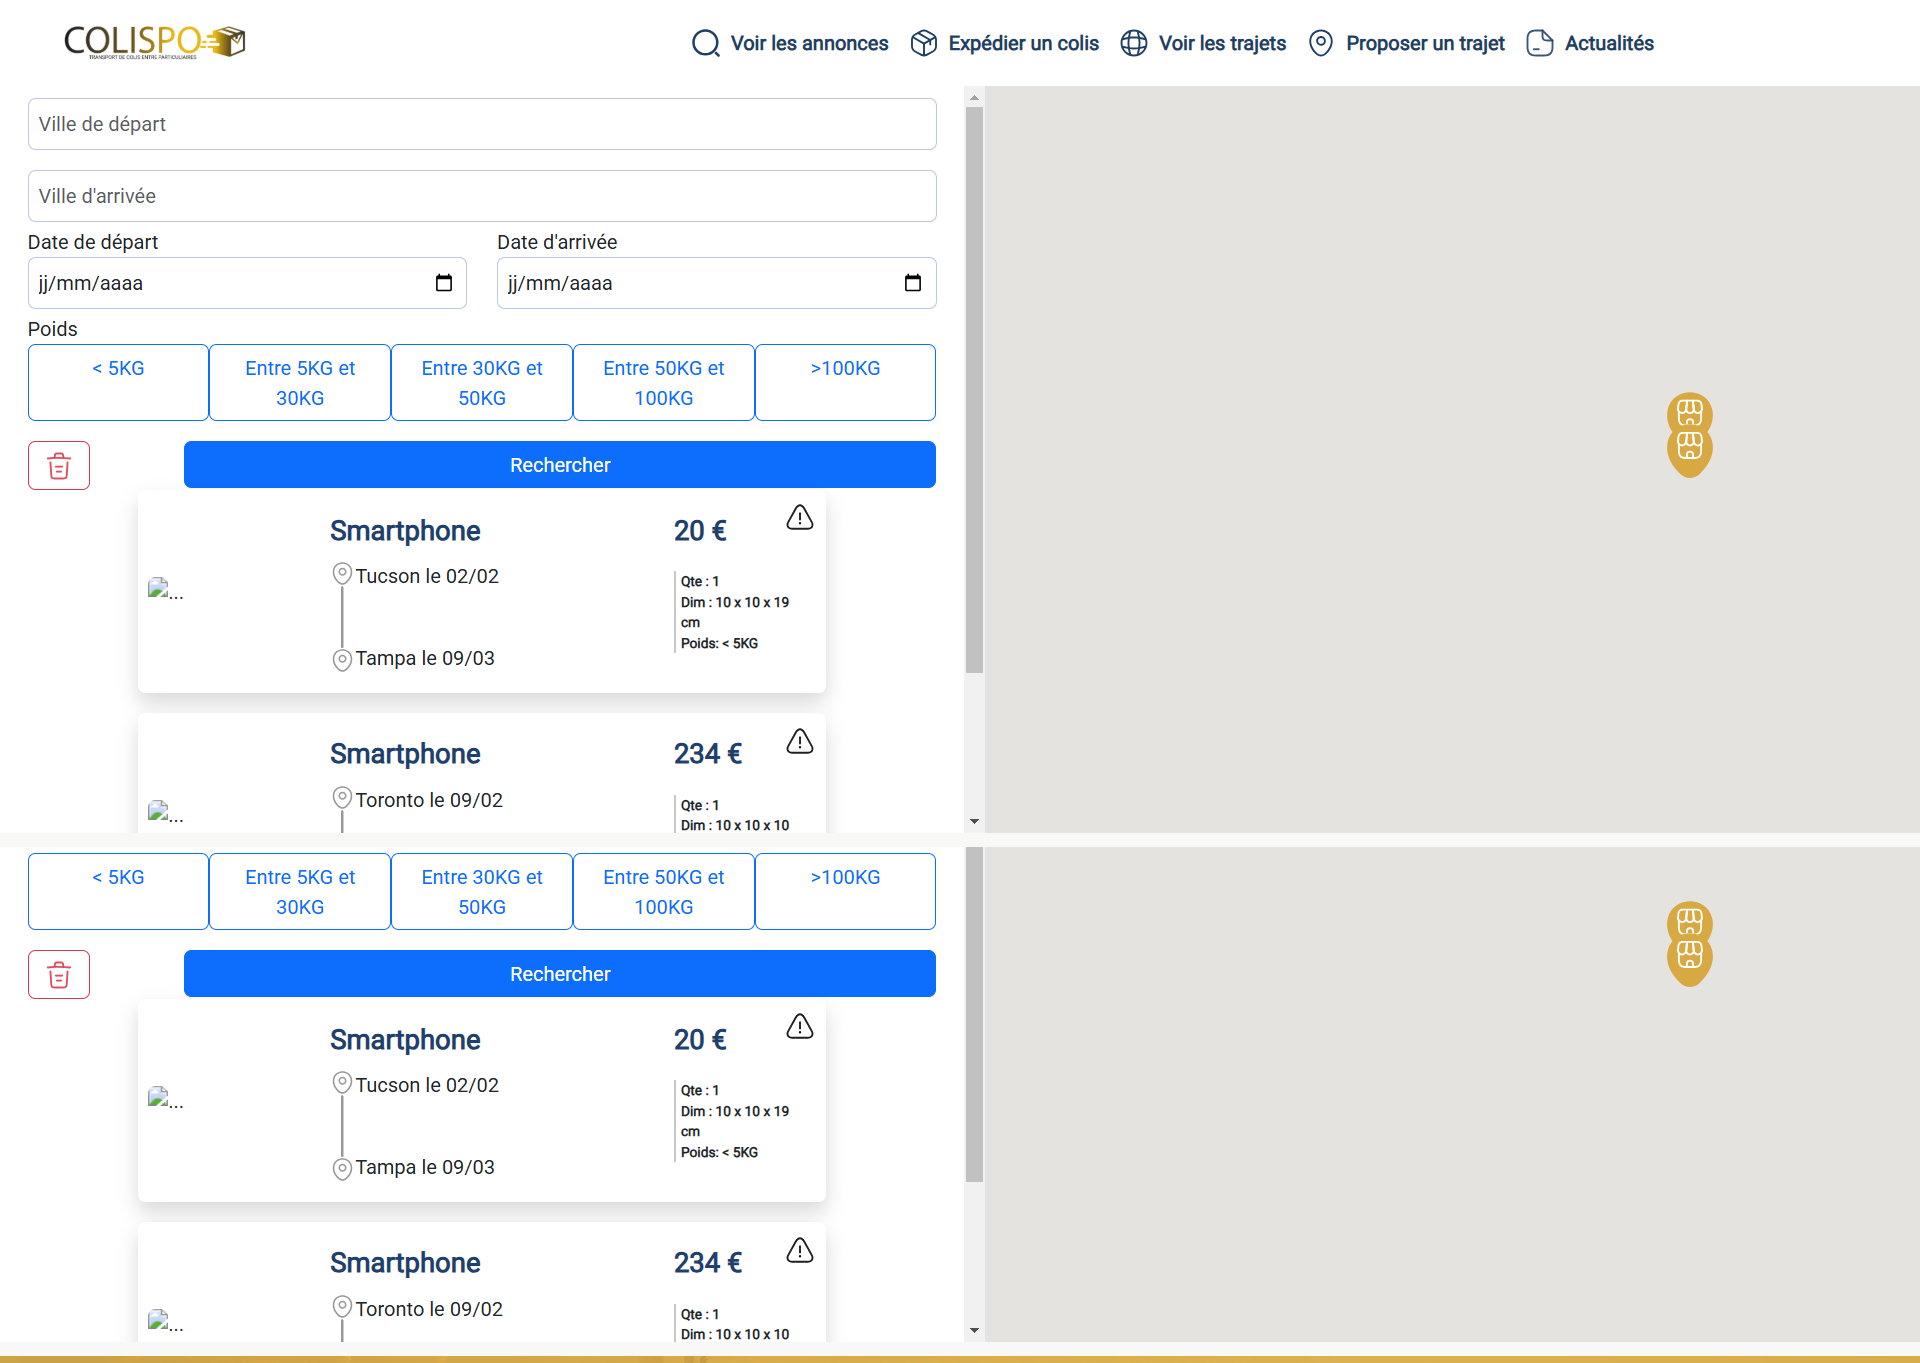 COLISPO
TRANSPORT DE COLIS ENTRE PARTICULIAIRES
Voir les annonces
Expédier un colis
Voir les trajets
Proposer un trajet
Actualités
Ville de départ
Ville d'arrivée
Date de départ
Date d'arrivée
jj/mm/aaaa
jj/mm/aaaa
Poids
< 5KG
Entre 5KG et
30KG
Entre 30KG et
50KG
Entre 50KG et
100KG
>100KG
Rechercher
Smartphone
20 €
...
Tucson le 02/02
Tampa le 09/03
Qte : 1
Dim : 10 x 10 x 19
cm
Poids: < 5KG
Smartphone
234 €
...
Toronto le 09/02
Qte : 1
Dim : 10 x 10 x 10
< 5KG
Entre 5KG et
30KG
Entre 30KG et
50KG
Entre 50KG et
100KG
>100KG
Rechercher
Smartphone
20 €
...
Tucson le 02/02
Tampa le 09/03
Qte : 1
Dim : 10 x 10 x 19
cm
Poids: < 5KG
Smartphone
234 €
...
Toronto le 09/02
Qte : 1
Dim : 10 x 10 x 10